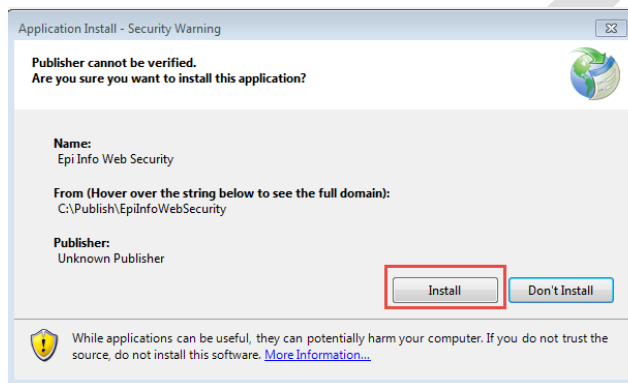 Application Install - Security Warning
Publisher cannot be verified.
Are you sure you want to install this application?
Name:
Epi Info Web Security
From (Hover over the string below to see the full domain):
C:\Publish\EpiInfoWebSecurity
Publisher:
Unknown Publisher
Install Don't Install
While applications can be useful, they can potentially harm your computer. If you do not trust the
source, do not install this software. More Information...